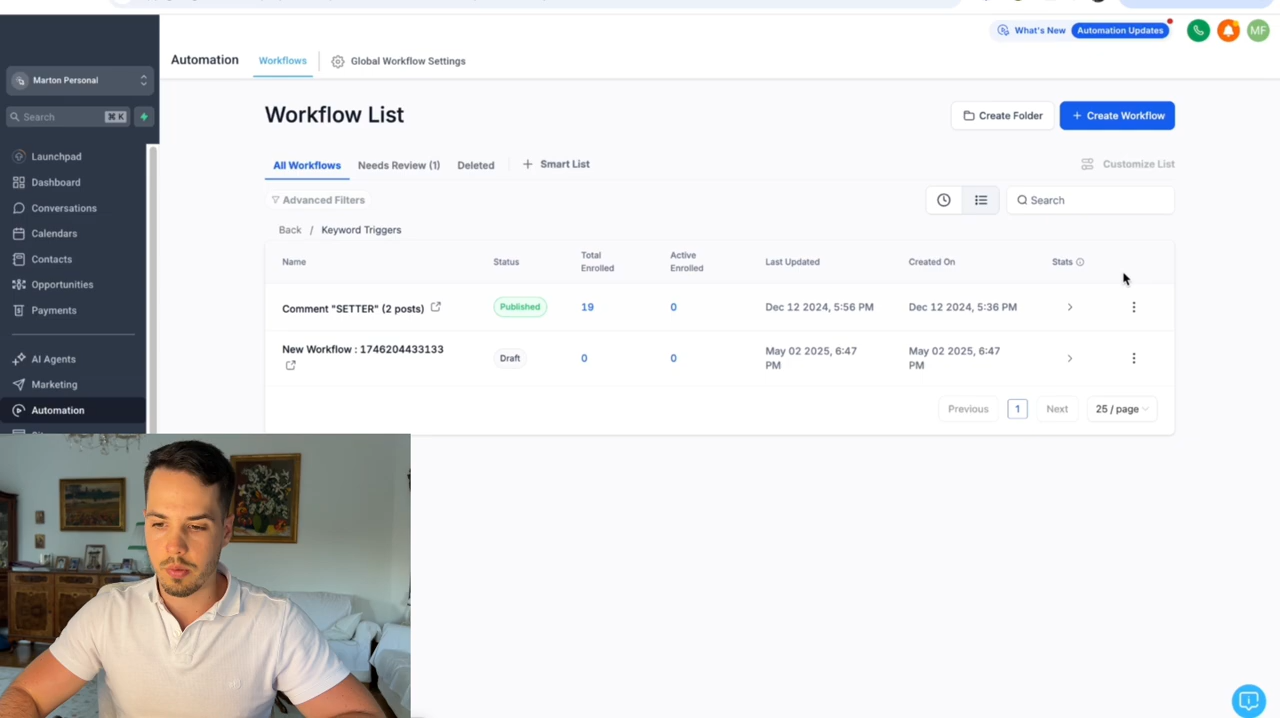 What's New
Automation Updates
MF
Marton Personal
Automation
Workflows
Global Workflow Settings
Search
⌘ K
Launchpad
Dashboard
Conversations
Calendars
Contacts
Opportunities
Payments
AI Agents
Marketing
Automation
Workflow List
Create Folder
+ Create Workflow
All Workflows
Needs Review (1)
Deleted
+ Smart List
Customize List
Advanced Filters
Search
Back / Keyword Triggers
Name
Status
Total
Enrolled
Active
Enrolled
Last Updated
Created On
Stats
Comment "SETTER" (2 posts)
Published
19
0
Dec 12 2024, 5:56 PM
Dec 12 2024, 5:36 PM
New Workflow : 1746204433133
Draft
0
0
May 02 2025, 6:47
PM
May 02 2025, 6:47
PM
Previous
1
Next
25 / page